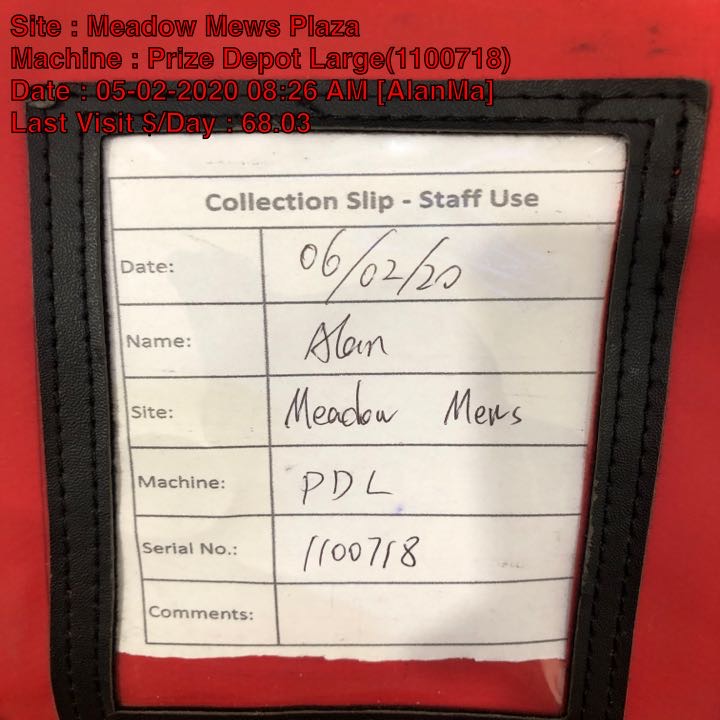 Site : Meadow Mews Plaza
Machine : Prize Depot Large(1100718)
Date : 05-02-2020 08:26 AM [AlanMa]
Last Visit $/Day : 68.03
Collection Slip - Staff Use
Date: 06/02/20
Name: Alan
Site: Meadow Mews
Machine: PDL
Serial No.: 1100718
Comments: